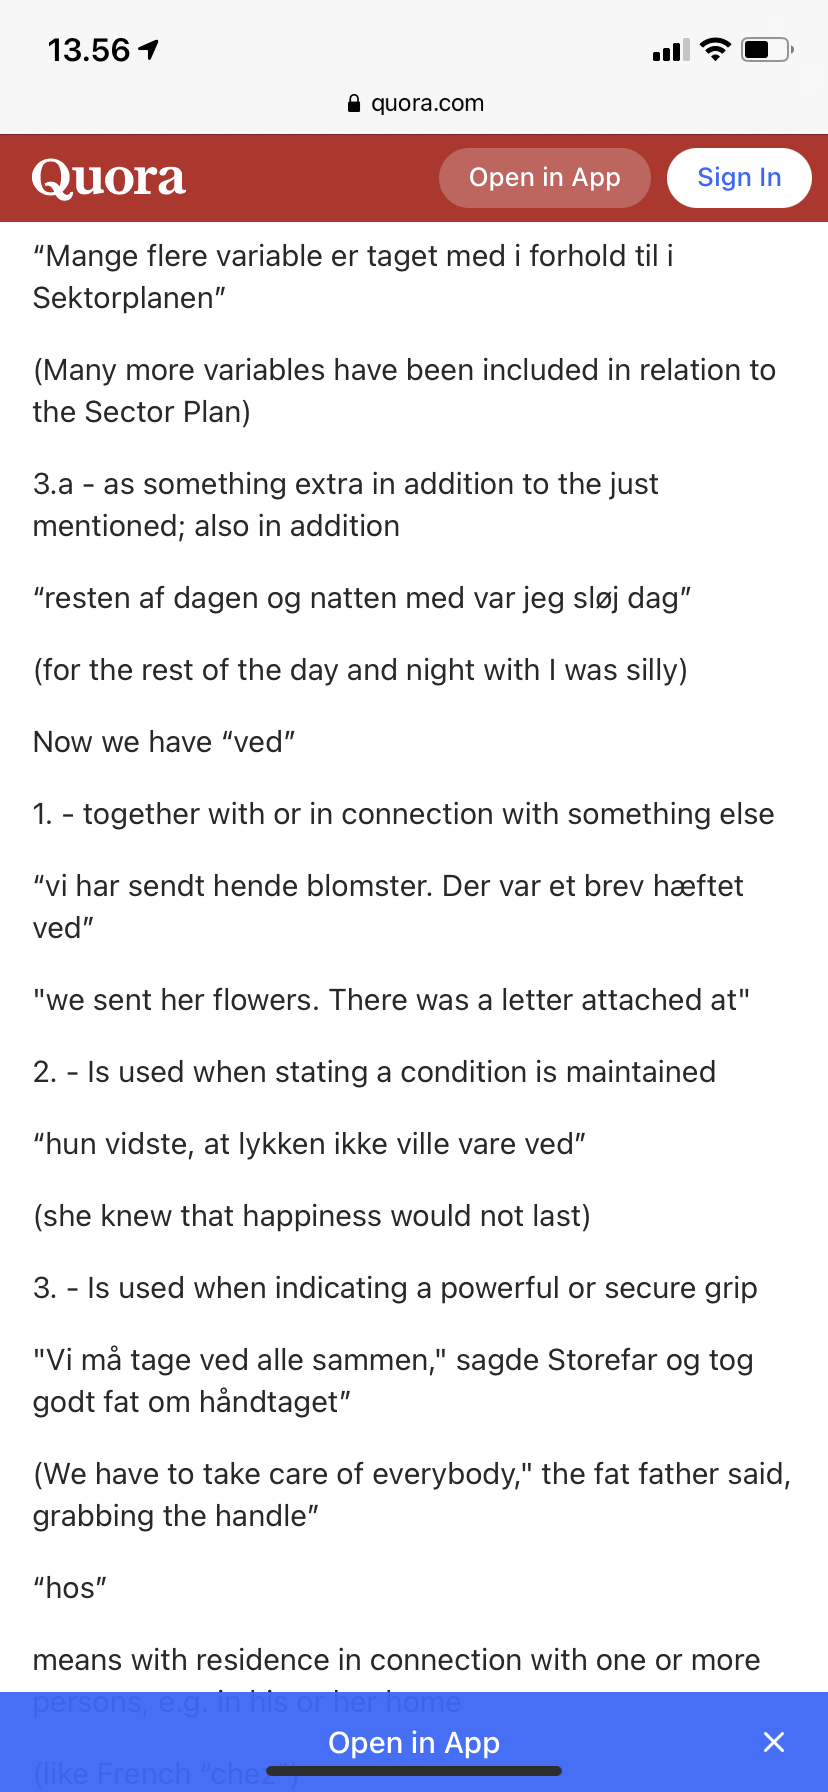 13.56
quora.com
Quora
Open in App
Sign In
“Mange flere variable er taget med i forhold til i
Sektorplanen”
(Many more variables have been included in relation to
the Sector Plan)
3.a - as something extra in addition to the just
mentioned; also in addition
“resten af dagen og natten med var jeg sløj dag”
(for the rest of the day and night with I was silly)
Now we have “ved”
1. - together with or in connection with something else
“vi har sendt hende blomster. Der var et brev hæftet
ved”
"we sent her flowers. There was a letter attached at"
2. - Is used when stating a condition is maintained
“hun vidste, at lykken ikke ville vare ved”
(she knew that happiness would not last)
3. - Is used when indicating a powerful or secure grip
"Vi må tage ved alle sammen," sagde Storefar og tog
godt fat om håndtaget”
(We have to take care of everybody," the fat father said,
grabbing the handle”
“hos”
means with residence in connection with one or more
persons, e.g. in his or her home
Open in App
(like French “chez”)